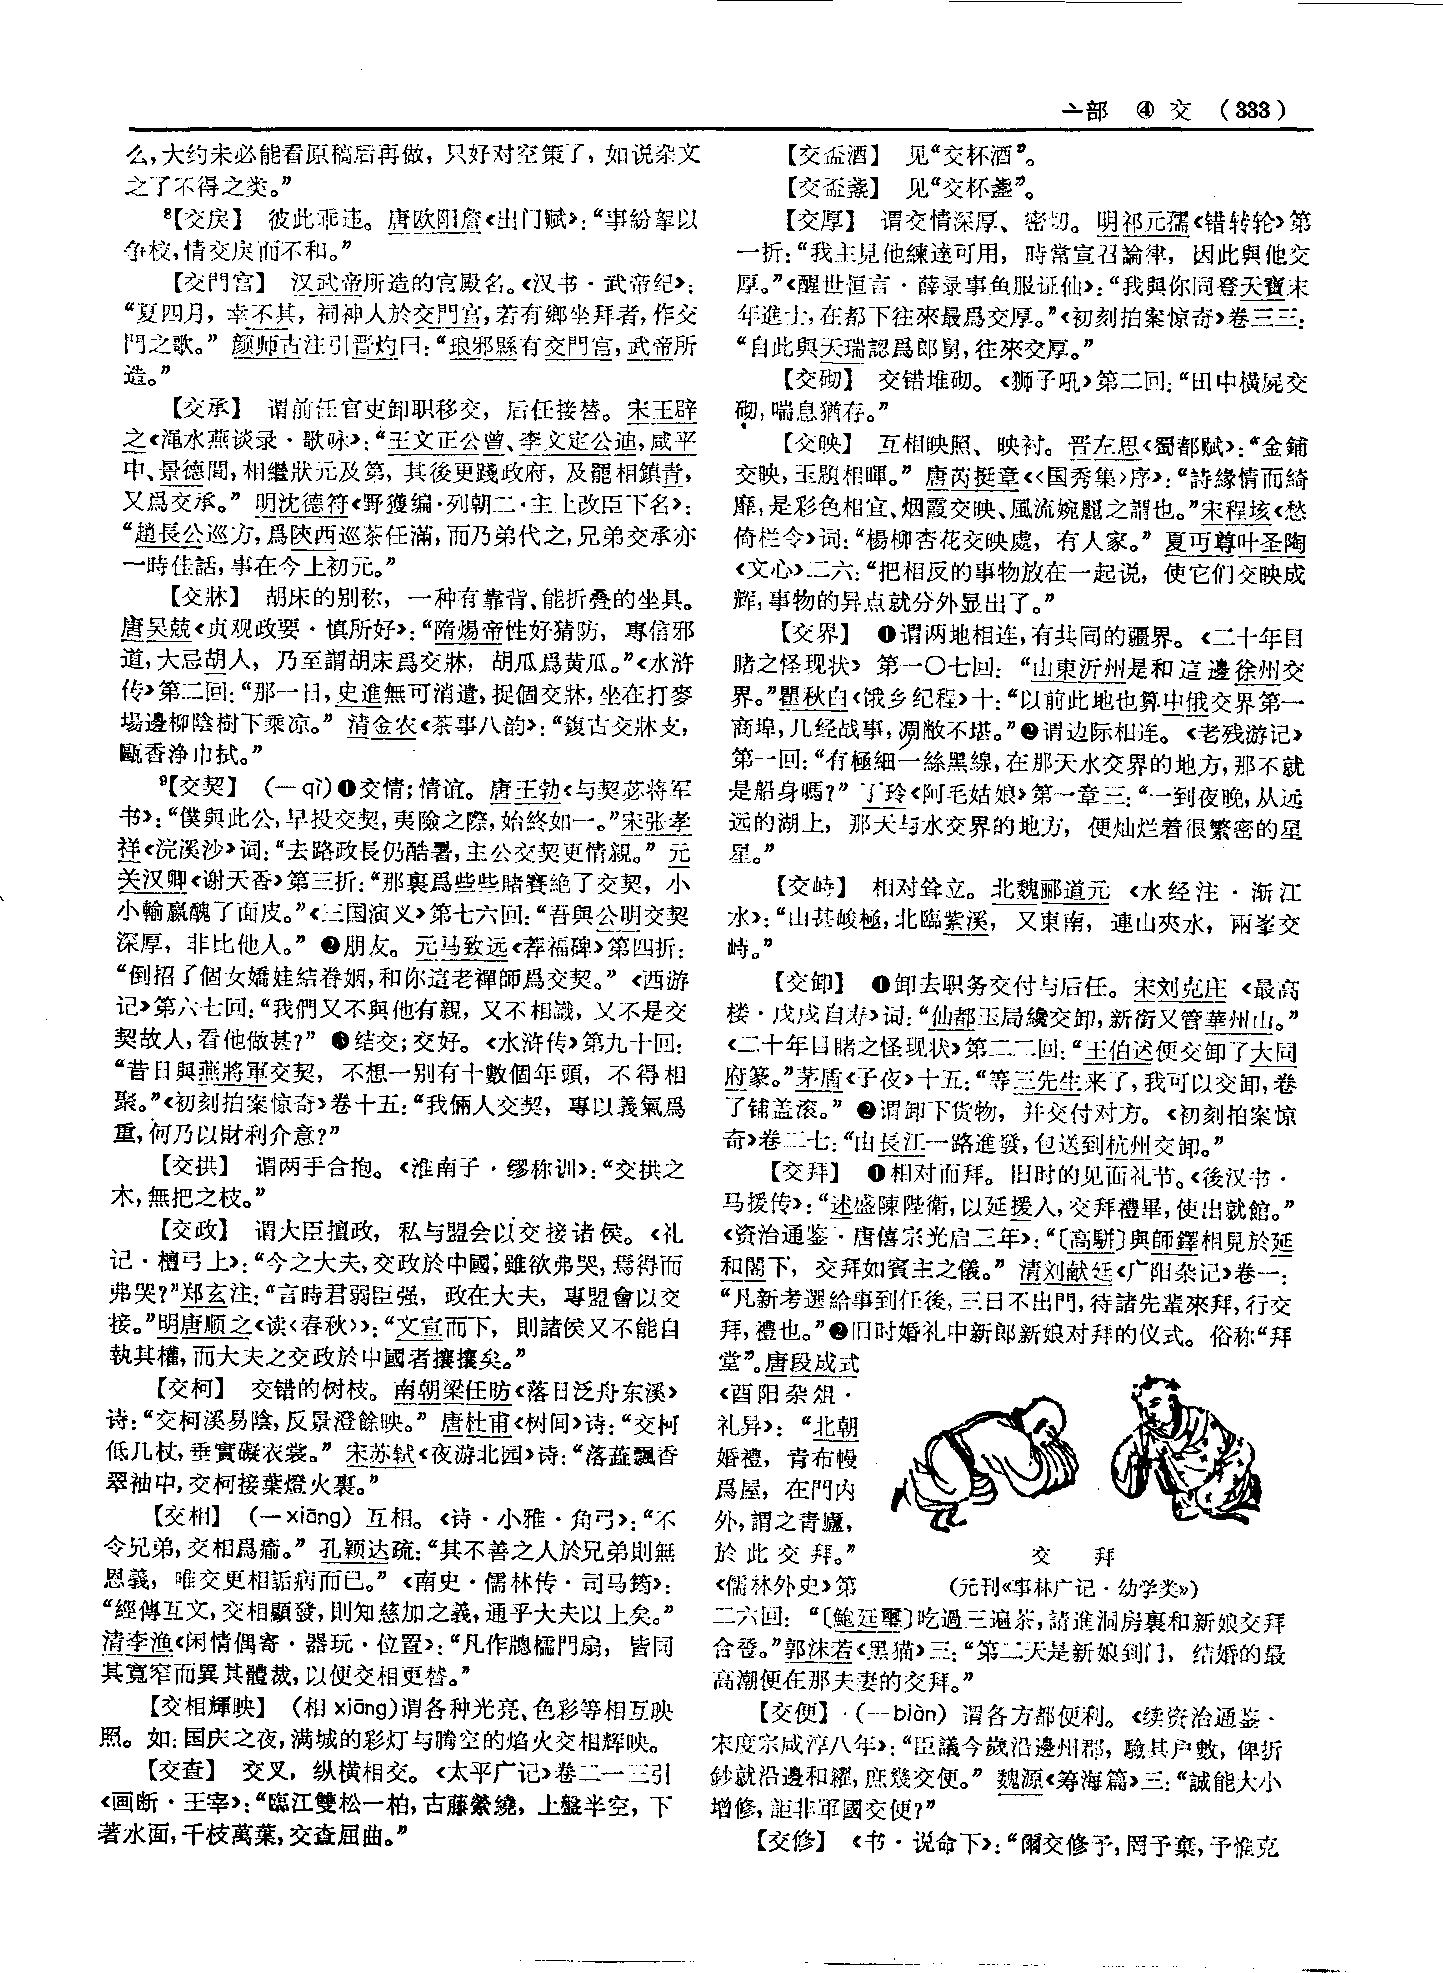 亠部 ④ 交 (333)
么,大约未必能看原稿后再做，只好对空策了，如说杂文
之了不得之类。”
⁸【交戾】 彼此乖违。唐欧阳詹《出门赋》:“事紛挐以
争校,情交戾而不和。”
【交門宫】 汉武帝所造的宫殿名。《汉书·武帝纪》:
“夏四月，幸不其，祠神人於交門宫,若有鄉坐拜者,作交
門之歌。” 颜师古注引晋灼曰:“琅邪縣有交門宫,武帝所
造。”
【交承】 谓前任官吏卸职移交，后任接替。宋王辟
之《渑水燕谈录·歌咏》:“王文正公曾、李文定公迪,咸平
中、景德間,相繼狀元及第，其後更踐政府，及罷相鎮青,
又爲交承。” 明沈德符《野獲编·列朝二·主上改臣下名》:
“趙長公巡方,爲陜西巡茶任滿,而乃弟代之,兄弟交承亦
一時佳話,事在今上初元。”
【交牀】 胡床的别称，一种有靠背、能折叠的坐具。
唐吴兢《贞观政要·慎所好》:“隋煬帝性好猜防，專信邪
道,大忌胡人，乃至謂胡床爲交牀，胡瓜爲黄瓜。”《水浒
传》第二回:“那一日,史進無可消遣,捉個交牀,坐在打麥
場邊柳陰樹下乘凉。” 清金农《茶事八韵》:“鍑古交牀支,
甌香浄巾拭。”
⁹【交契】 (一qì)❶交情;情谊。唐王勃《与契苾将军
书》:“僕與此公,早投交契,夷險之際,始終如一。”宋张孝
祥《浣溪沙》词:“去路政長仍酷暑,主公交契更情親。” 元
关汉卿《谢天香》第三折:“那裏爲些些賭賽絶了交契，小
小輸贏醜了面皮。”《三国演义》第七六回:“吾與公明交契
深厚，非比他人。” ❷朋友。元马致远《荐福碑》第四折:
“倒招了個女嬌娃結眷姻,和你這老禪師爲交契。” 《西游
记》第六七回:“我們又不與他有親，又不相識，又不是交
契故人,看他做甚?” ❸结交;交好。《水浒传》第九十回:
“昔日與燕將軍交契，不想一别有十數個年頭，不得相
聚。”《初刻拍案惊奇》卷十五:“我倆人交契，專以義氣爲
重,何乃以財利介意?”
【交拱】 谓两手合抱。《淮南子·缪称训》:“交拱之
木,無把之枝。”
【交政】 谓大臣擅政，私与盟会以交接诸侯。《礼
记·檀弓上》:“今之大夫,交政於中國,雖欲弗哭,焉得而
弗哭?”郑玄注:“言時君弱臣强，政在大夫，專盟會以交
接。”明唐顺之《读〈春秋〉》:“文宣而下，則諸侯又不能自
執其權,而大夫之交政於中國者攘攘矣。”
【交柯】 交错的树枝。南朝梁任昉《落日泛舟东溪》
诗:“交柯溪易陰,反景澄餘映。” 唐杜甫《树间》诗:“交柯
低几杖,垂實礙衣裳。” 宋苏轼《夜游北园》诗:“落蕋飄香
翠袖中,交柯接葉燈火裏。”
【交相】 (一xiāng) 互相。《诗·小雅·角弓》:“不
令兄弟,交相爲瘉。” 孔颖达疏:“其不善之人於兄弟則無
恩義，唯交更相詬病而已。” 《南史·儒林传·司马筠》:
“經傳互文,交相顯發,則知慈加之義,通乎大夫以上矣。”
清李渔《闲情偶寄·器玩·位置》:“凡作牎櫺門扇，皆同
其寬窄而異其體裁,以便交相更替。”
【交相輝映】 (相xiāng)谓各种光亮、色彩等相互映
照。如:国庆之夜,满城的彩灯与腾空的焰火交相辉映。
【交查】 交叉，纵横相交。《太平广记》卷二一三引
《画断·王宰》:“臨江雙松一柏,古藤縈繞，上盤半空，下
著水面,千枝萬葉,交查屈曲。”
【交盃酒】 见“交杯酒”。
【交盃盞】 见“交杯盏”。
【交厚】 谓交情深厚、密切。明祁元孺《错转轮》第
一折:“我主見他練達可用，時常宣召論律，因此與他交
厚。”《醒世恒言·薛录事鱼服证仙》:“我與你同登天寶末
年進士,在都下往來最爲交厚。”《初刻拍案惊奇》卷三三:
“自此與天瑞認爲郎舅,往來交厚。”
【交砌】 交错堆砌。《狮子吼》第二回:“田中横屍交
砌,喘息猶存。”
【交映】 互相映照、映衬。晋左思《蜀都赋》:“金鋪
交映,玉題相暉。” 唐芮挺章《〈国秀集〉序》:“詩緣情而綺
靡,是彩色相宜、烟霞交映、風流婉麗之謂也。”宋程垓《愁
倚栏令》词:“楊柳杏花交映處，有人家。” 夏丏尊叶圣陶
《文心》二六:“把相反的事物放在一起说，使它们交映成
辉,事物的异点就分外显出了。”
【交界】 ❶谓两地相连,有共同的疆界。《二十年目
睹之怪现状》 第一〇七回: “山東沂州是和這邊徐州交
界。”瞿秋白《饿乡纪程》十:“以前此地也算中俄交界第一
商埠,几经战事,凋敝不堪。”❷谓边际相连。《老残游记》
第一回:“有極細一絲黑線,在那天水交界的地方,那不就
是船身嗎?” 丁玲《阿毛姑娘》第一章三:“一到夜晚,从远
远的湖上，那天与水交界的地方，便灿烂着很繁密的星
星。”
【交峙】 相对耸立。北魏郦道元 《水经注·渐江
水》:“山甚峻極,北臨紫溪，又東南，連山夾水，兩峯交
峙。”
【交卸】 ❶卸去职务交付与后任。宋刘克庄 《最高
楼·戊戌自寿》词:“仙都玉局纔交卸,新銜又管華州山。”
《二十年目睹之怪现状》第二二回:“王伯述便交卸了大同
府篆。”茅盾《子夜》十五:“等三先生来了,我可以交卸,卷
了铺盖滚。” ❷谓卸下货物，并交付对方。《初刻拍案惊
奇》卷二七:“由長江一路進發,包送到杭州交卸。”
【交拜】 ❶相对而拜。旧时的见面礼节。《後汉书·
马援传》:“述盛陳陛衛,以延援入,交拜禮畢,使出就館。”
《资治通鉴·唐僖宗光启三年》:“〔高駢〕與師鐸相見於延
和閣下，交拜如賓主之儀。” 清刘献廷《广阳杂记》卷一:
“凡新考選給事到任後,三日不出門,待諸先輩來拜,行交
拜,禮也。”❷旧时婚礼中新郎新娘对拜的仪式。俗称“拜
堂”。唐段成式
《酉阳杂俎·
礼异》:“北朝
婚禮，青布幔
爲屋，在門内
外,謂之青廬,
於此交拜。”
《儒林外史》第
交 拜
(元刊《事林广记·幼学类》)
二六回:“〔鮑廷璽〕吃過三遍茶,請進洞房裏和新娘交拜
合巹。”郭沫若《黑猫》三:“第二天是新娘到门，结婚的最
高潮便在那夫妻的交拜。”
【交便】 (一biàn) 谓各方都便利。《续资治通鉴·
宋度宗咸淳八年》:“臣議今歲沿邊州郡，驗其户數，俾折
鈔就沿邊和糴,庶幾交便。” 魏源《筹海篇》三:“誠能大小
增修,詎非軍國交便?”
【交修】 《书·说命下》:“爾交修予,罔予棄,予惟克